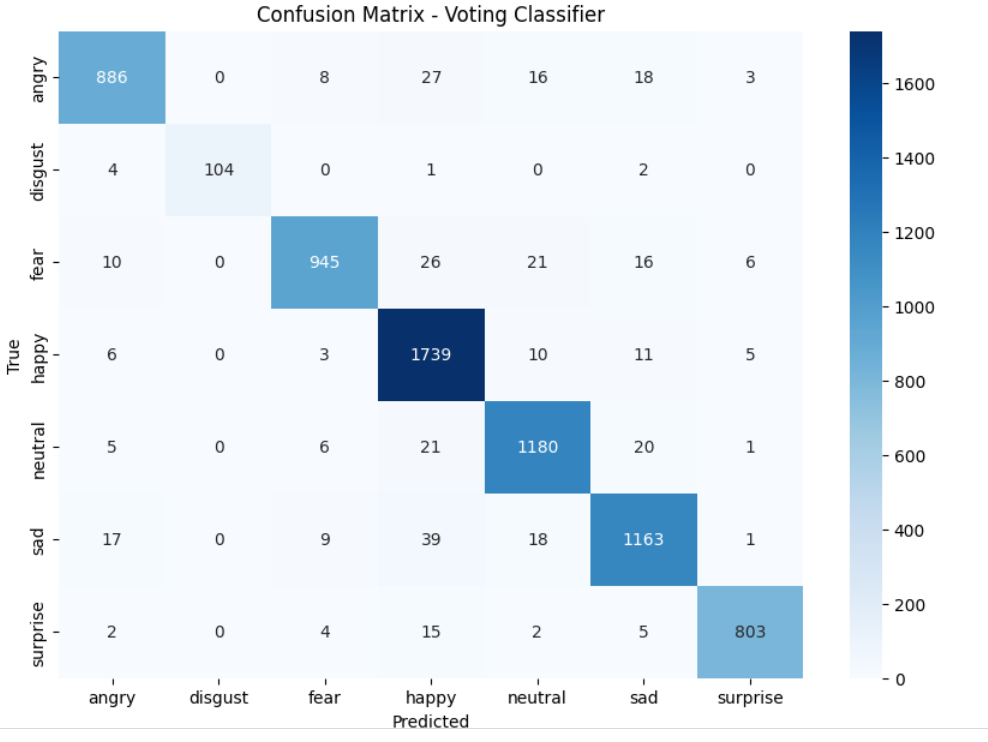 Confusion Matrix - Voting Classifier
angry 886 0 8 27 16 18 3
disgust 4 104 0 1 0 2 0
fear 10 0 945 26 21 16 6
happy 6 0 3 1739 10 11 5
neutral 5 0 6 21 1180 20 1
sad 17 0 9 39 18 1163 1
surprise 2 0 4 15 2 5 803
True
angry disgust fear happy neutral sad surprise
Predicted
1600
1400
1200
1000
800
600
400
200
0